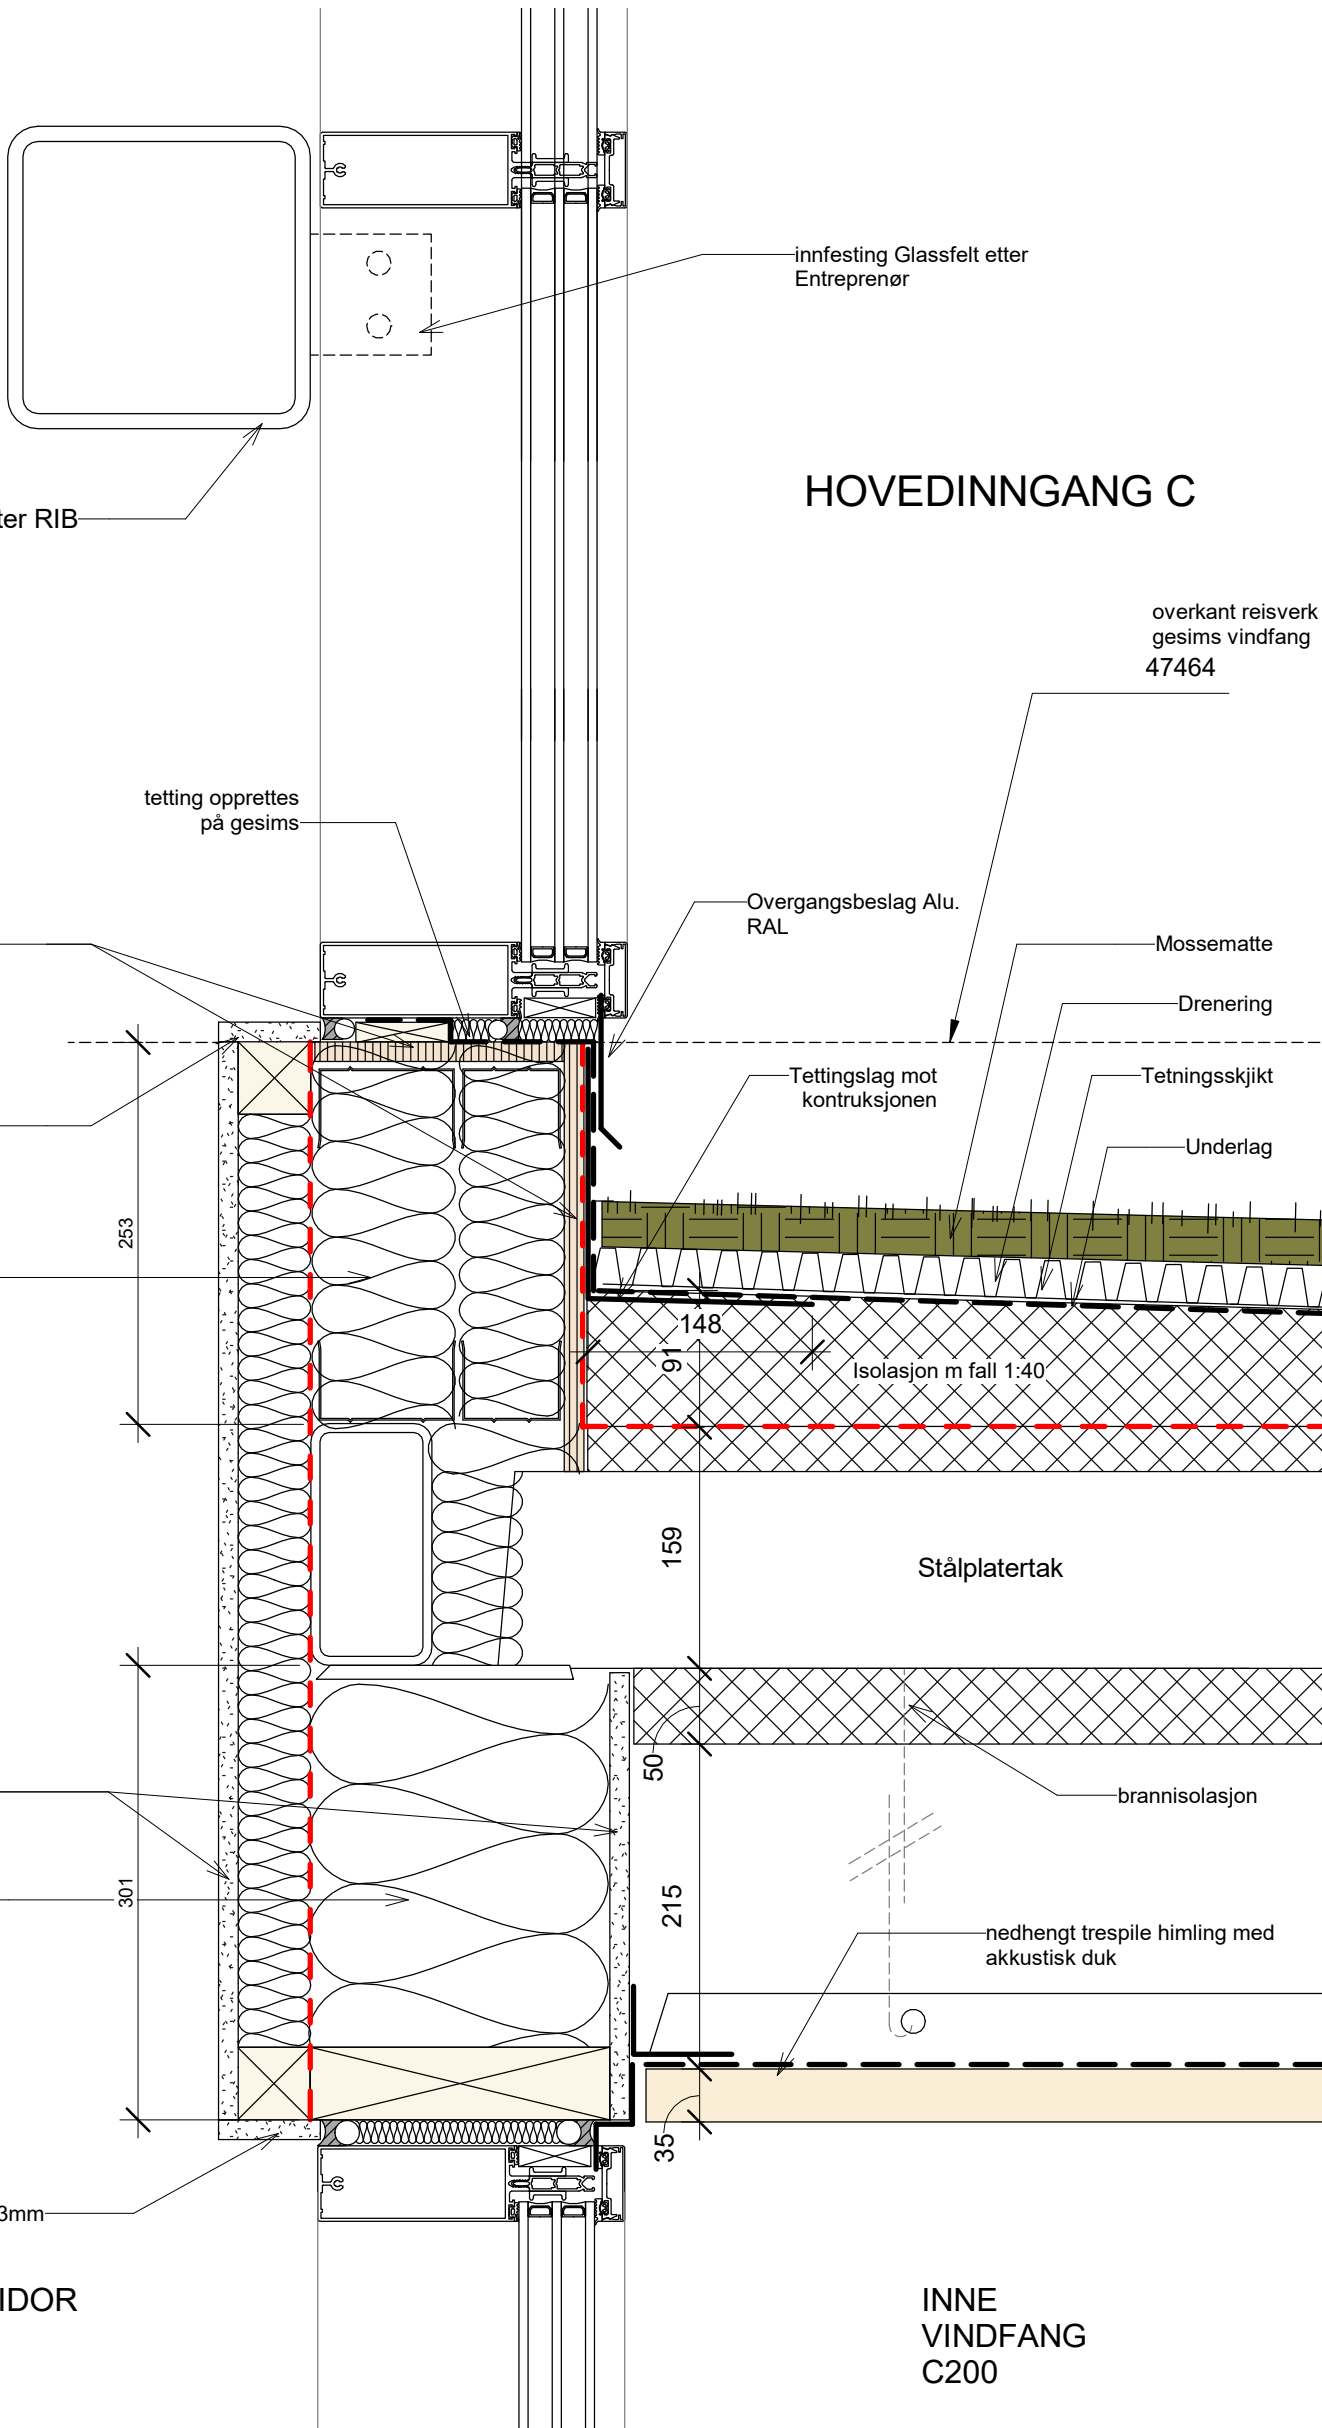 innfesting Glassfelt etter
Entreprenør
HOVEDINNGANG C
ter RIB
overkant reisverk
gesims vindfang
47464
tetting opprettes
på gesims
Overgangsbeslag Alu.
RAL
Mossematte
Drenering
Tettingslag mot
kontruksjonen
Tetningsskjikt
Underlag
253
148
91
Isolasjon m fall 1:40
159
Stålplatertak
50
brannisolasjon
301
215
nedhengt trespile himling med
akkustisk duk
35
3mm
IDOR
INNE
VINDFANG
C200